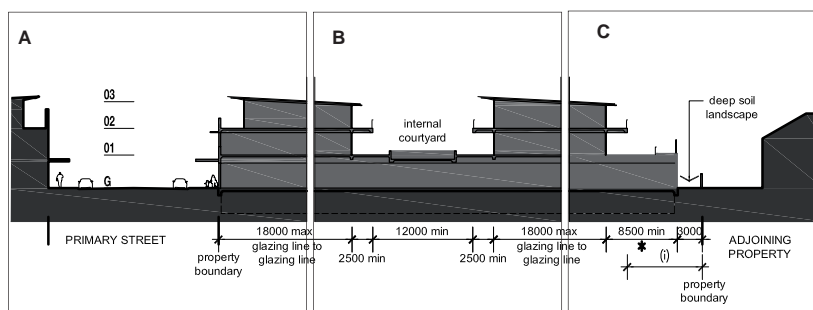 A
B
C
03
02
01
G
internal
courtyard
deep soil
landscape
PRIMARY STREET
property
boundary
18000 max
glazing line to
glazing line
2500 min
12000 min
2500 min
18000 max
glazing line to
glazing line
8500 min
*
3000
(i)
property
boundary
ADJOINING
PROPERTY